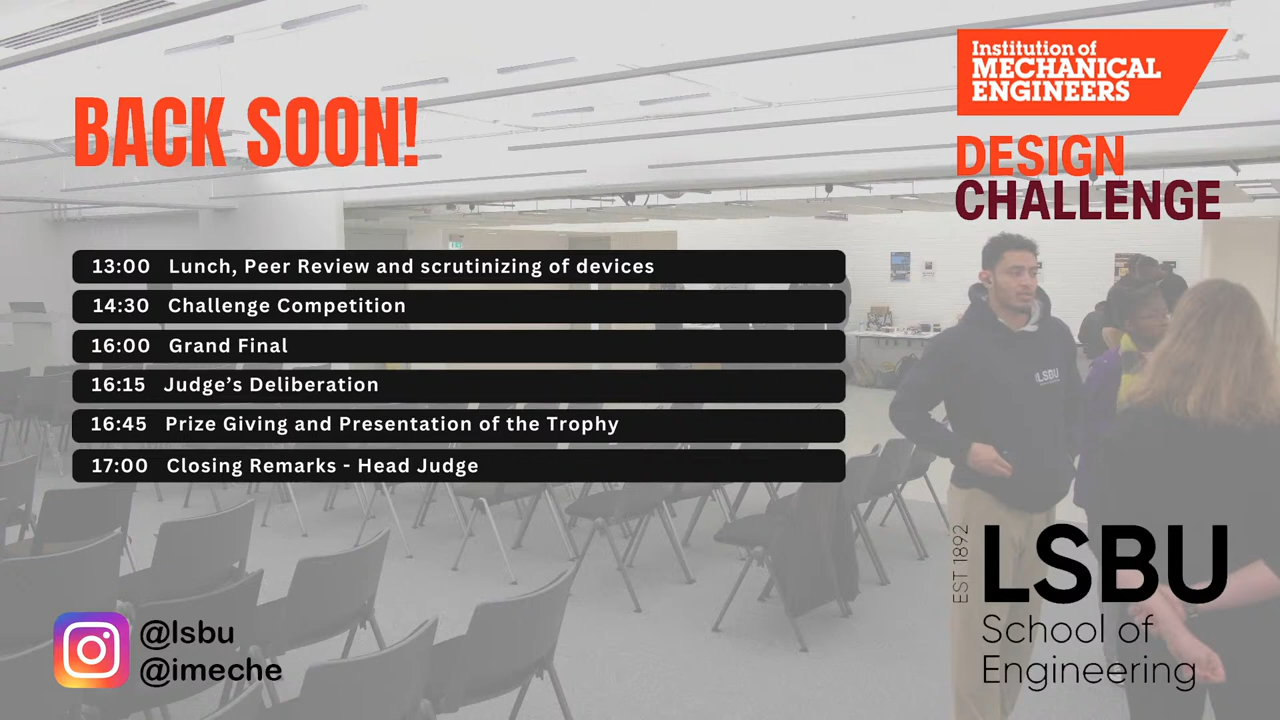 BACK SOON!
Institution of
MECHANICAL
ENGINEERS
DESIGN
CHALLENGE
13:00 Lunch, Peer Review and scrutinizing of devices
14:30 Challenge Competition
16:00 Grand Final
16:15 Judge’s Deliberation
16:45 Prize Giving and Presentation of the Trophy
17:00 Closing Remarks - Head Judge
LSBU
EST 1892
LSBU
School of
Engineering
@lsbu
@imeche